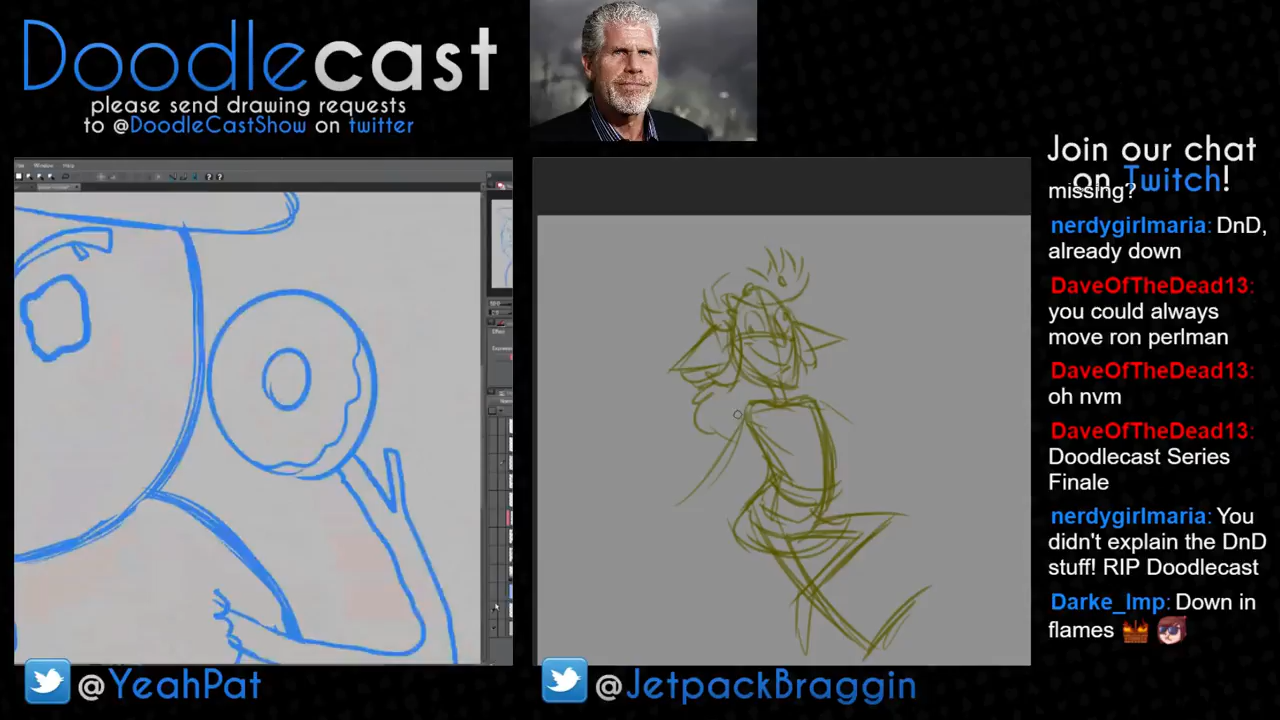 Doodlecast
please send drawing requests
to @DoodleCastShow on twitter
Window Help
Join our chat
on Twitch!
missing?
nerdygirlmaria: DnD,
already down
DaveOfTheDead13:
you could always
move ron perlman
DaveOfTheDead13:
oh nvm
DaveOfTheDead13:
Doodlecast Series
Finale
nerdygirlmaria: You
didn't explain the DnD
stuff! RIP Doodlecast
Darke_Imp: Down in
flames
@YeahPat
@JetpackBraggin